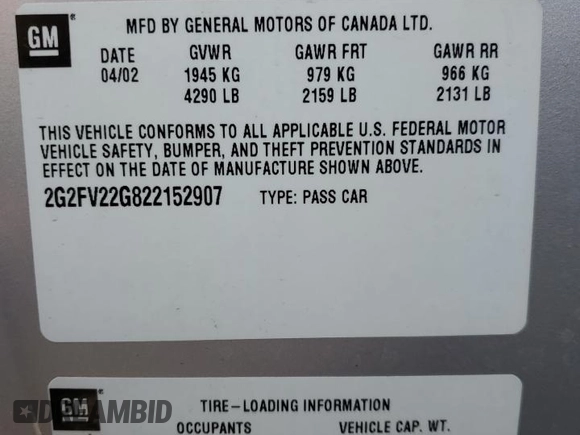 GM
MFD BY GENERAL MOTORS OF CANADA LTD.
DATE GVWR GAWR FRT GAWR RR
04/02 1945 KG 979 KG 966 KG
4290 LB 2159 LB 2131 LB
THIS VEHICLE CONFORMS TO ALL APPLICABLE U.S. FEDERAL MOTOR
VEHICLE SAFETY, BUMPER, AND THEFT PREVENTION STANDARDS IN
EFFECT ON THE DATE OF MANUFACTURE SHOWN ABOVE.
2G2FV22G822152907 TYPE: PASS CAR
GM
TIRE-LOADING INFORMATION
OCCUPANTS VEHICLE CAP. WT.